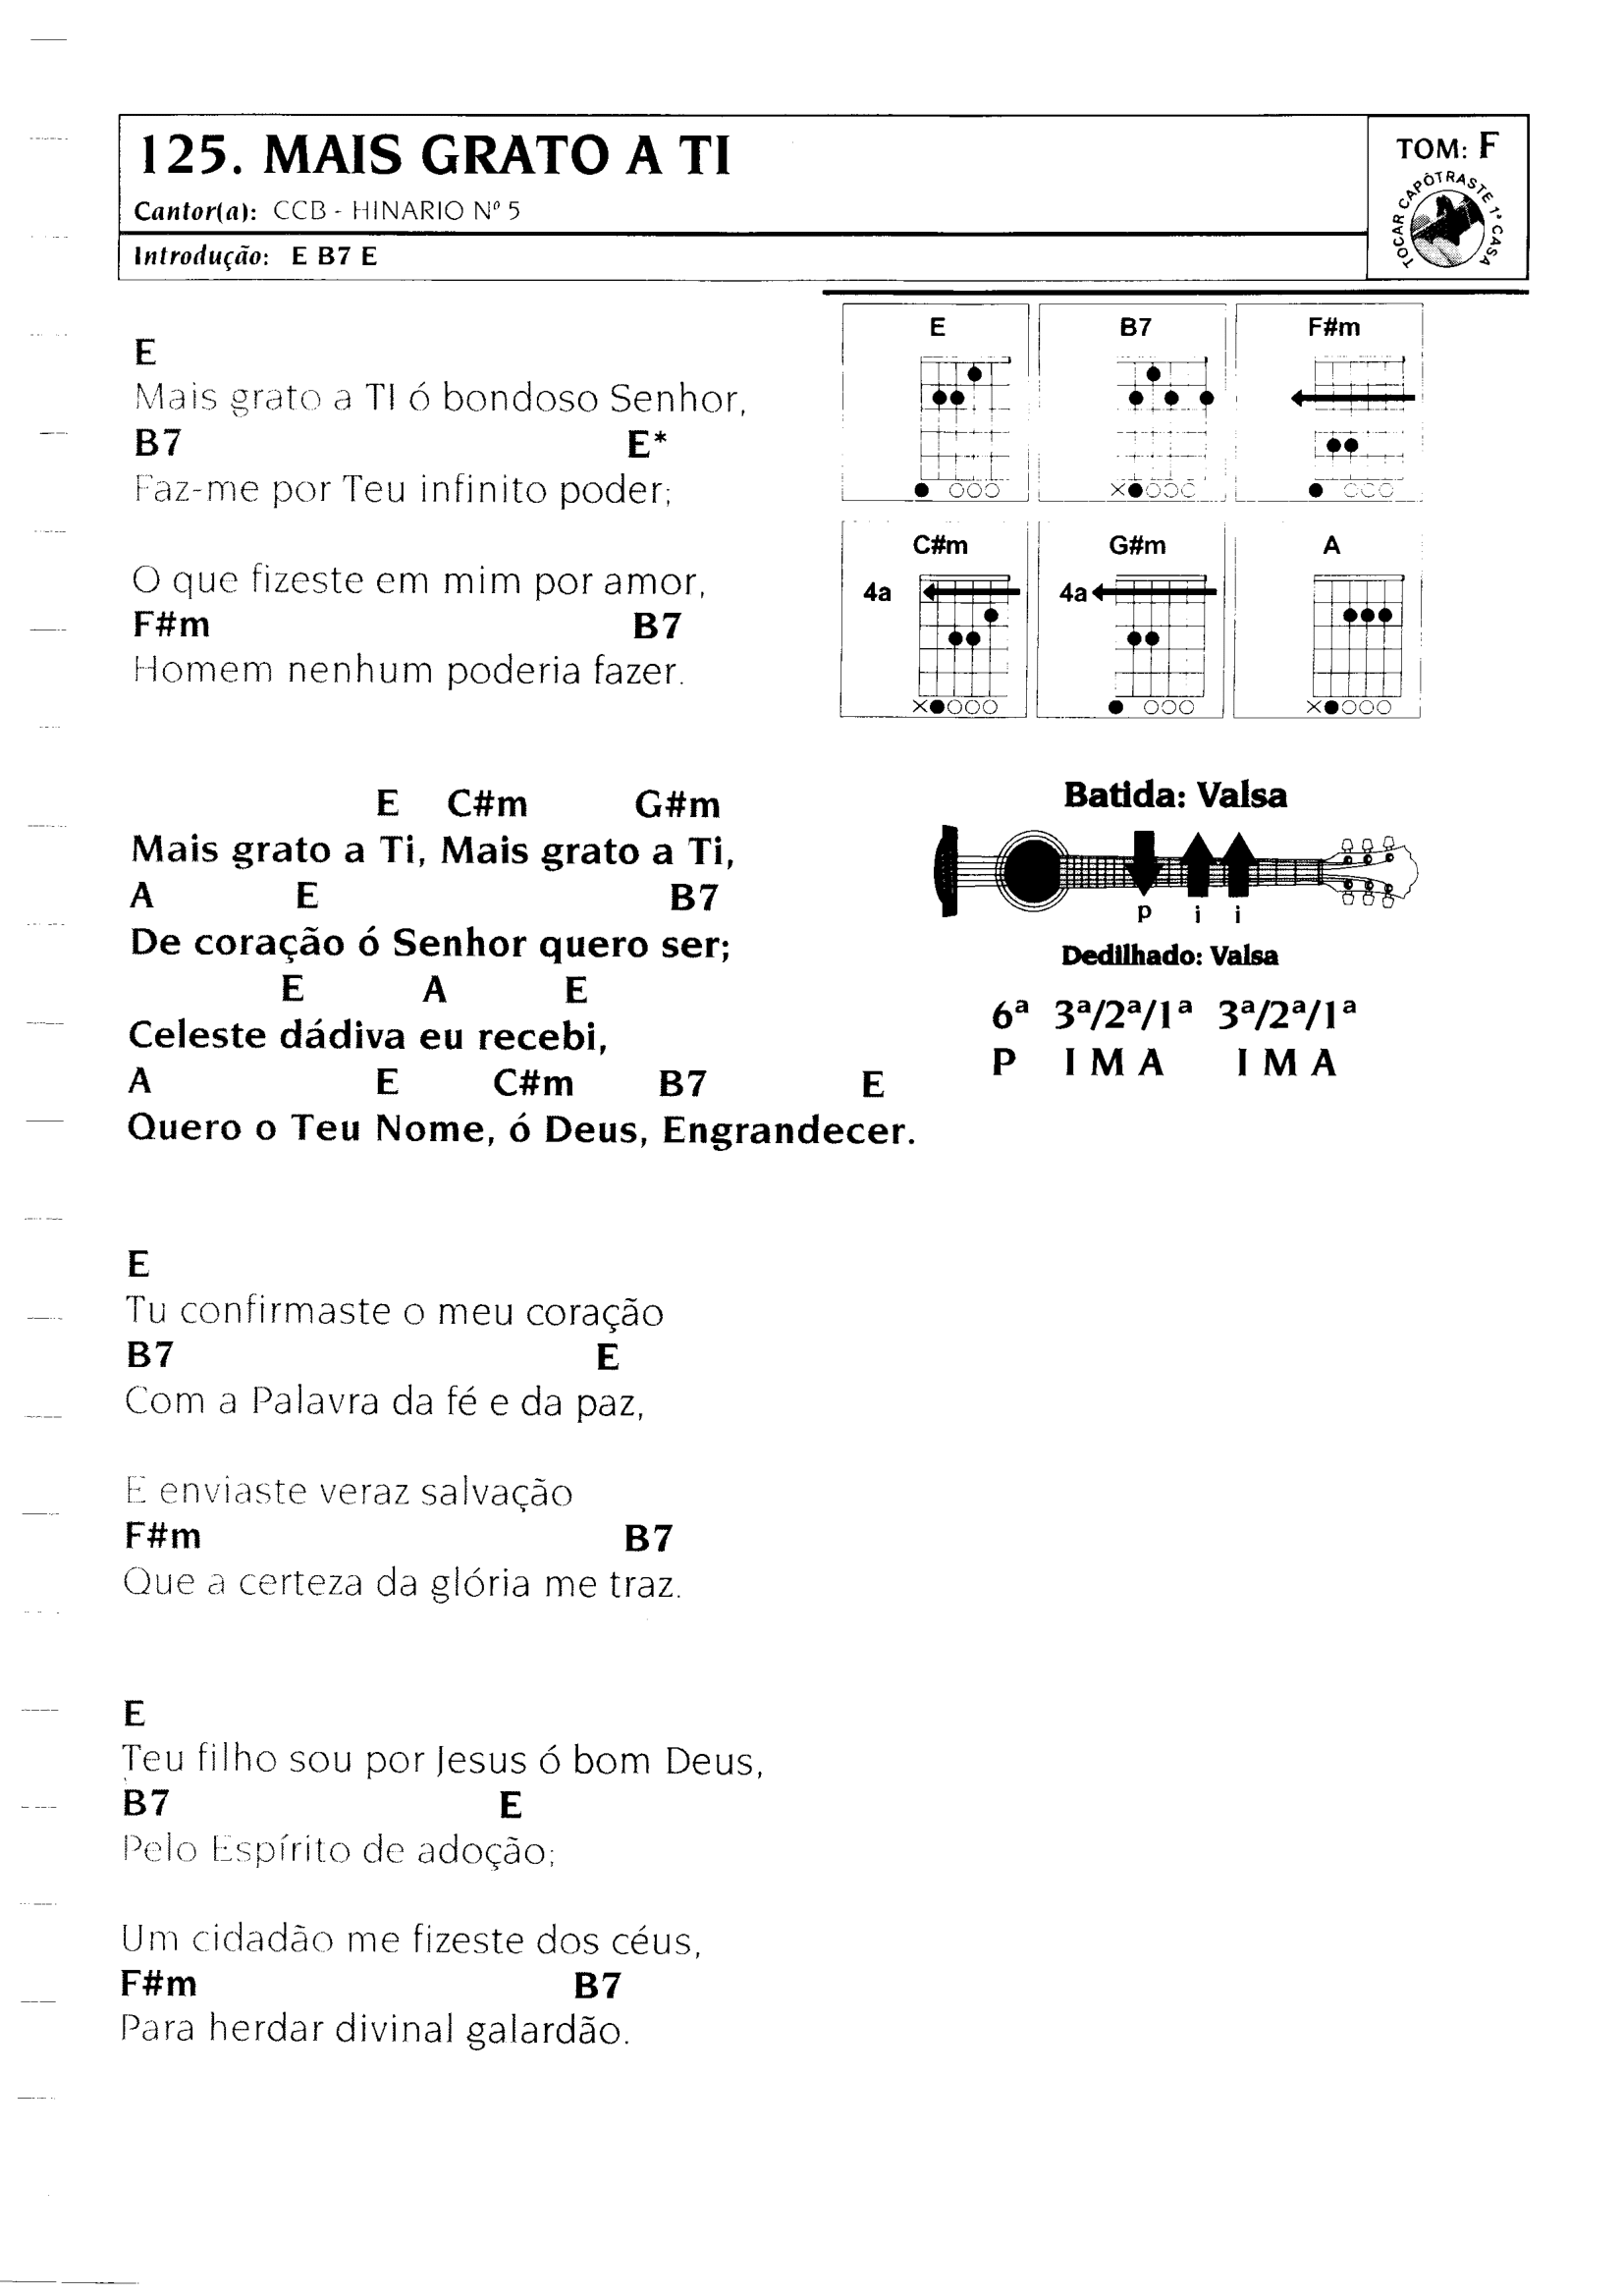 125. MAIS GRATO A TI
Cantor(a): CCB - HINARIO Nº 5
Introdução: E B7 E
TOM: F
TOCAR CAPÔTRASTE 1ª CASA
E
Mais grato a TI ó bondoso Senhor,
B7 E*
Faz-me por Teu infinito poder;
O que fizeste em mim por amor,
F#m B7
Homem nenhum poderia fazer.
E C#m G#m
Mais grato a Ti, Mais grato a Ti,
A E B7
De coração ó Senhor quero ser;
E A E
Celeste dádiva eu recebi,
A E C#m B7 E
Quero o Teu Nome, ó Deus, Engrandecer.
E
Tu confirmaste o meu coração
B7 E
Com a Palavra da fé e da paz,
E enviaste veraz salvação
F#m B7
Que a certeza da glória me traz.
E
Teu filho sou por Jesus ó bom Deus,
B7 E
Pelo Espírito de adoção;
Um cidadão me fizeste dos céus,
F#m B7
Para herdar divinal galardão.
E B7 F#m
C#m G#m A
4a 4a
Batida: Valsa
p i i
Dedilhado: Valsa
6ª 3ª/2ª/1ª 3ª/2ª/1ª
P I M A I M A